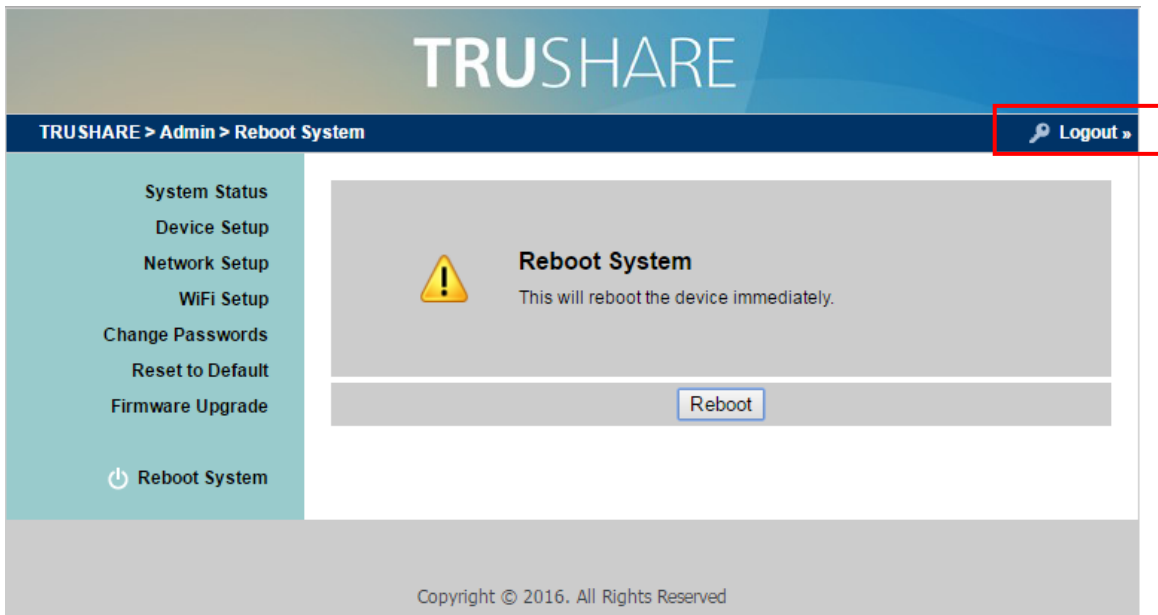 TRUSHARE
TRUSHARE > Admin > Reboot System
Logout »
System Status
Device Setup
Network Setup
WiFi Setup
Change Passwords
Reset to Default
Firmware Upgrade
Reboot System
Reboot System
This will reboot the device immediately.
Reboot
Copyright © 2016. All Rights Reserved